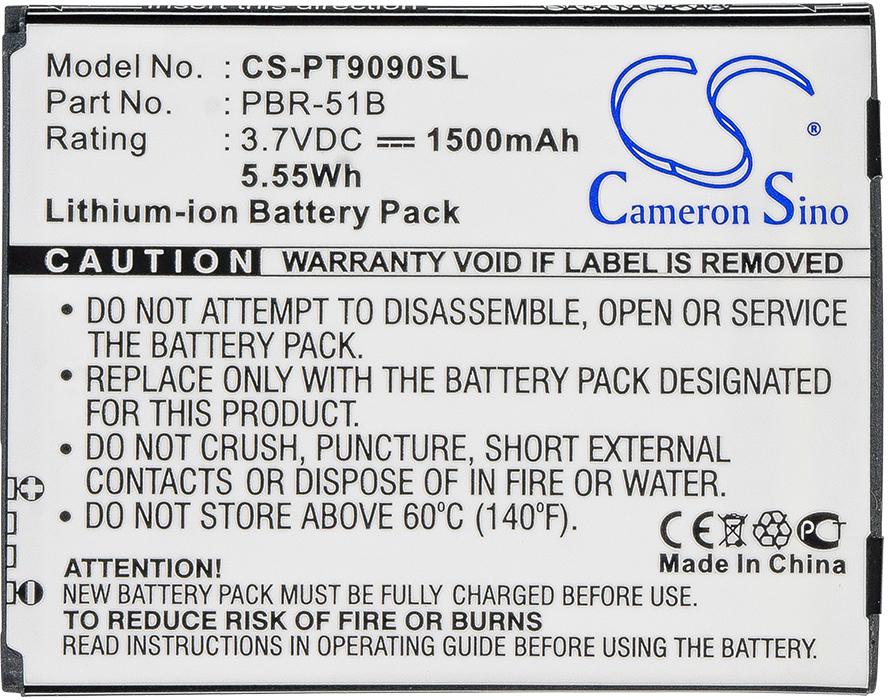 Model No. : CS-PT9090SL
Part No. : PBR-51B
Rating : 3.7VDC ⎓ 1500mAh
5.55Wh
Lithium-ion Battery Pack
CS ®
Cameron Sino
CAUTION WARRANTY VOID IF LABEL IS REMOVED
• DO NOT ATTEMPT TO DISASSEMBLE, OPEN OR SERVICE
THE BATTERY PACK.
• REPLACE ONLY WITH THE BATTERY PACK DESIGNATED
FOR THIS PRODUCT.
• DO NOT CRUSH, PUNCTURE, SHORT EXTERNAL
CONTACTS OR DISPOSE OF IN FIRE OR WATER.
• DO NOT STORE ABOVE 60°C (140°F).
CE PCT
Made In China
ATTENTION!
NEW BATTERY PACK MUST BE FULLY CHARGED BEFORE USE.
TO REDUCE RISK OF FIRE OR BURNS
READ INSTRUCTIONS IN OPERATING GUIDE BEFORE USING THE BATTERY.